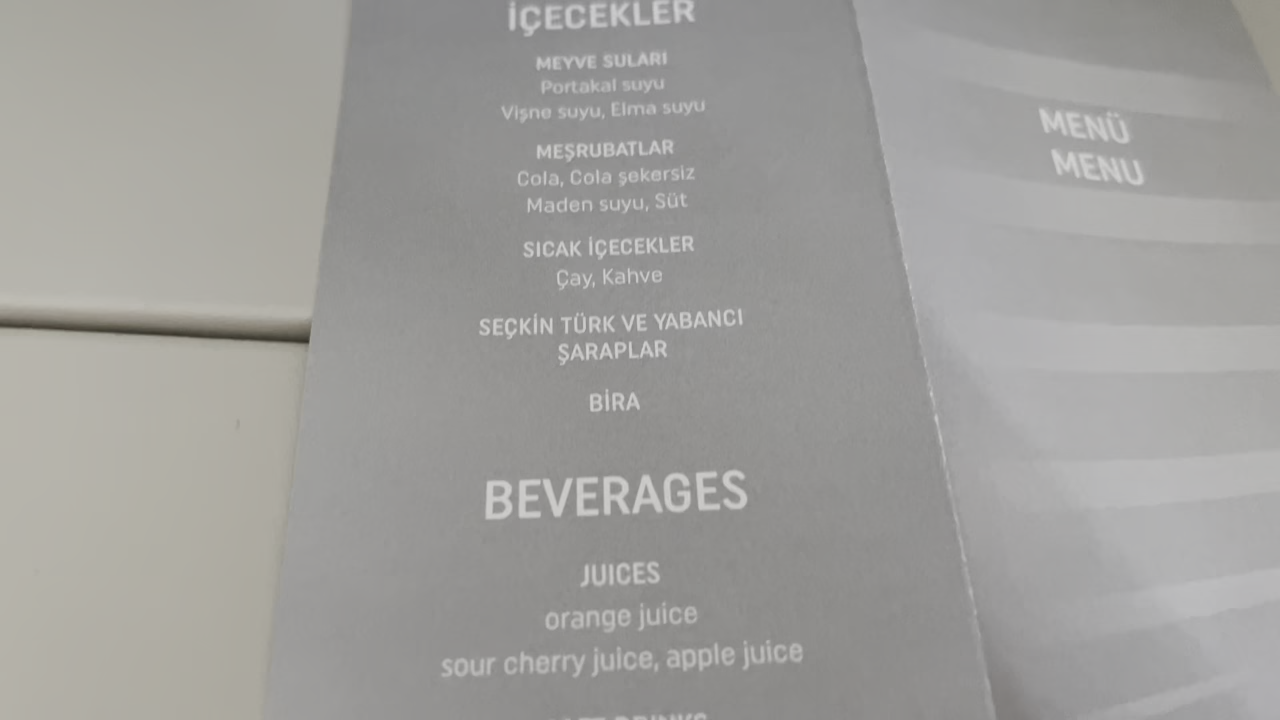 İÇECEKLER
MEYVE SULARI
Portakal suyu
Vişne suyu, Elma suyu
MEŞRUBATLAR
Cola, Cola şekersiz
Maden suyu, Süt
SICAK İÇECEKLER
Çay, Kahve
SEÇKİN TÜRK VE YABANCI
ŞARAPLAR
BİRA
BEVERAGES
JUICES
orange juice
sour cherry juice, apple juice
MENÜ
MENU